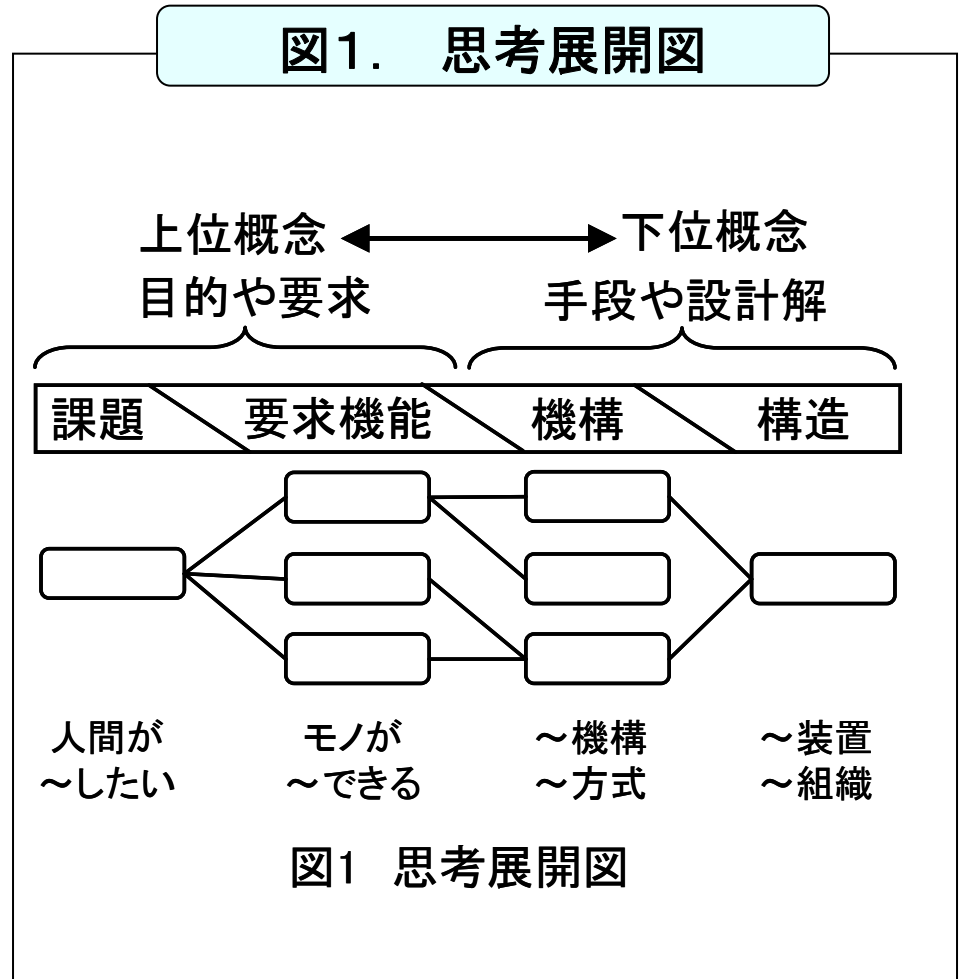 図1. 思考展開図
上位概念 下位概念
目的や要求 手段や設計解
課題 要求機能 機構 構造
人間が モノが ～機構 ～装置
～したい ～できる ～方式 ～組織
図1 思考展開図